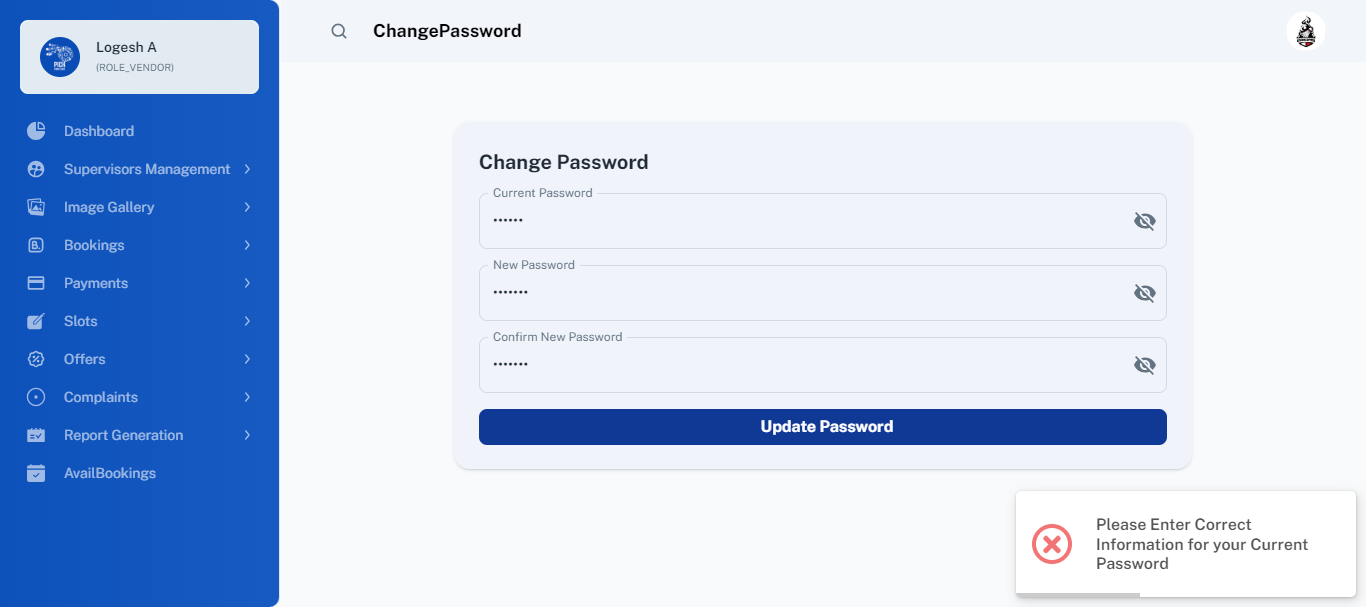 Logesh A
(ROLE_VENDOR)
Dashboard
Supervisors Management
Image Gallery
Bookings
Payments
Slots
Offers
Complaints
Report Generation
AvailBookings
ChangePassword
Change Password
Current Password
••••••
New Password
•••••••
Confirm New Password
•••••••
Update Password
Please Enter Correct
Information for your Current
Password